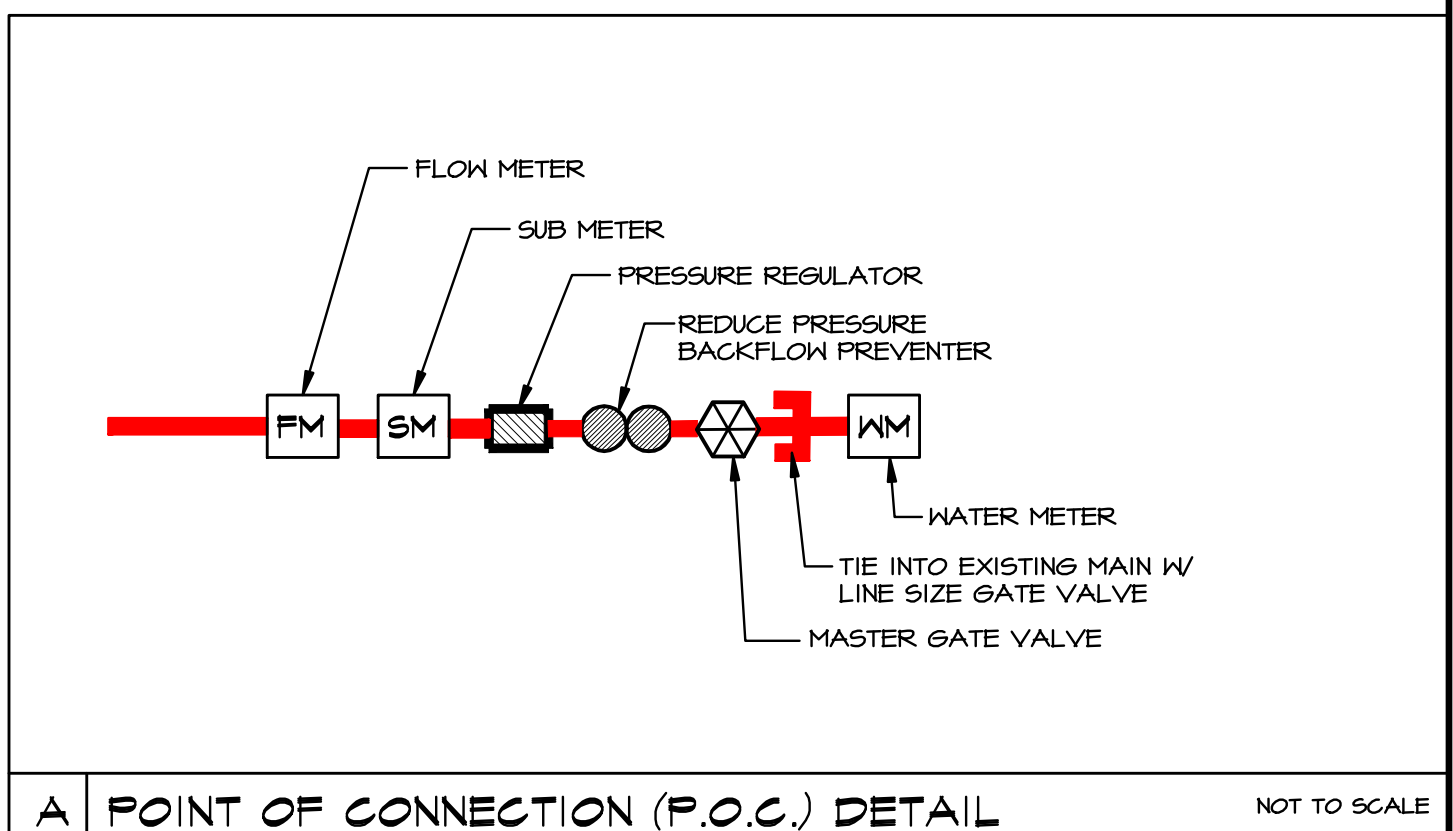 FLOW METER
SUB METER
PRESSURE REGULATOR
REDUCE PRESSURE
BACKFLOW PREVENTER
FM
SM
WM
WATER METER
TIE INTO EXISTING MAIN W/
LINE SIZE GATE VALVE
MASTER GATE VALVE
A
POINT OF CONNECTION (P.O.C.) DETAIL
NOT TO SCALE